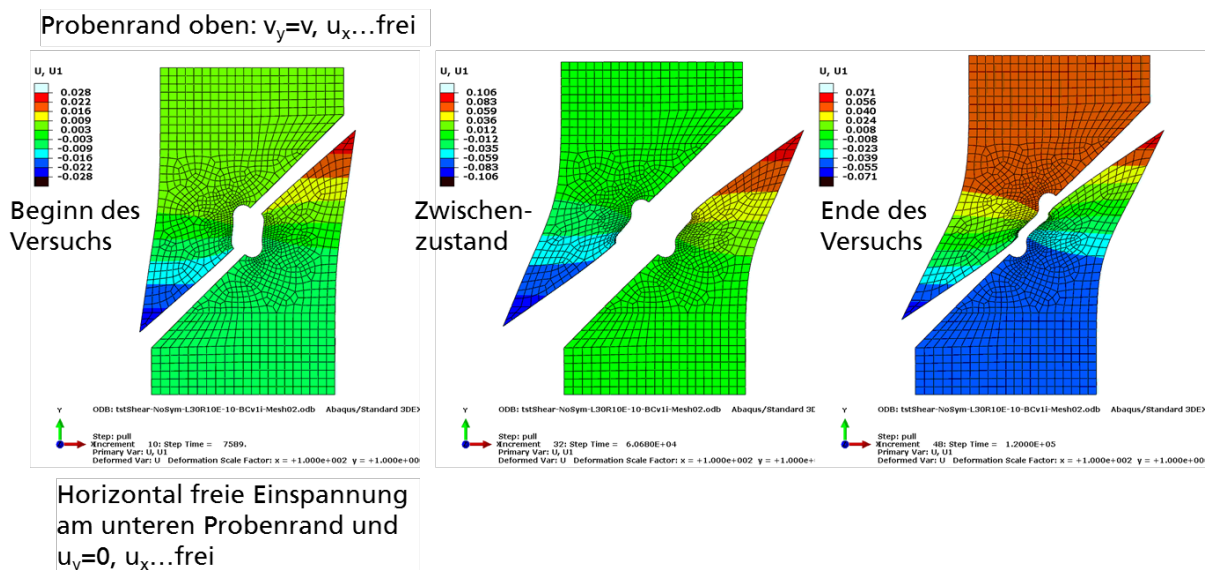 Probenrand oben: vy=v, ux...frei
U, U1
0.028
0.022
0.016
0.009
0.003
-0.003
-0.009
-0.016
-0.022
-0.028
Beginn des
Versuchs
ODB: tstShear-NoSym-L30R10E-10-BCv1i-Mesh02.odb Abaqus/Standard 3DEX
Y
X
Step: pull
Increment 10: Step Time = 7589.
Primary Var: U, U1
Deformed Var: U Deformation Scale Factor: x = +1.000e+002 y = +1.000e+00
U, U1
0.106
0.083
0.059
0.036
0.012
-0.012
-0.035
-0.059
-0.083
-0.106
Zwischen-
zustand
ODB: tstShear-NoSym-L30R10E-10-BCv1i-Mesh02.odb Abaqus/Standard 3D
Y
X
Step: pull
Increment 32: Step Time = 6.0680E+04
Primary Var: U, U1
Deformed Var: U Deformation Scale Factor: x = +1.000e+002 y = +1.000e+00
U, U1
0.071
0.056
0.040
0.024
0.008
-0.008
-0.023
-0.039
-0.055
-0.071
Ende des
Versuchs
ODB: tstShear-NoSym-L30R10E-10-BCv1i-Mesh02.odb Abaqus/Standard 3DEX
Y
X
Step: pull
Increment 48: Step Time = 1.2000E+05
Primary Var: U, U1
Deformed Var: U Deformation Scale Factor: x = +1.000e+002 y = +1.000e+00
Horizontal freie Einspannung
am unteren Probenrand und
uy=0, ux...frei